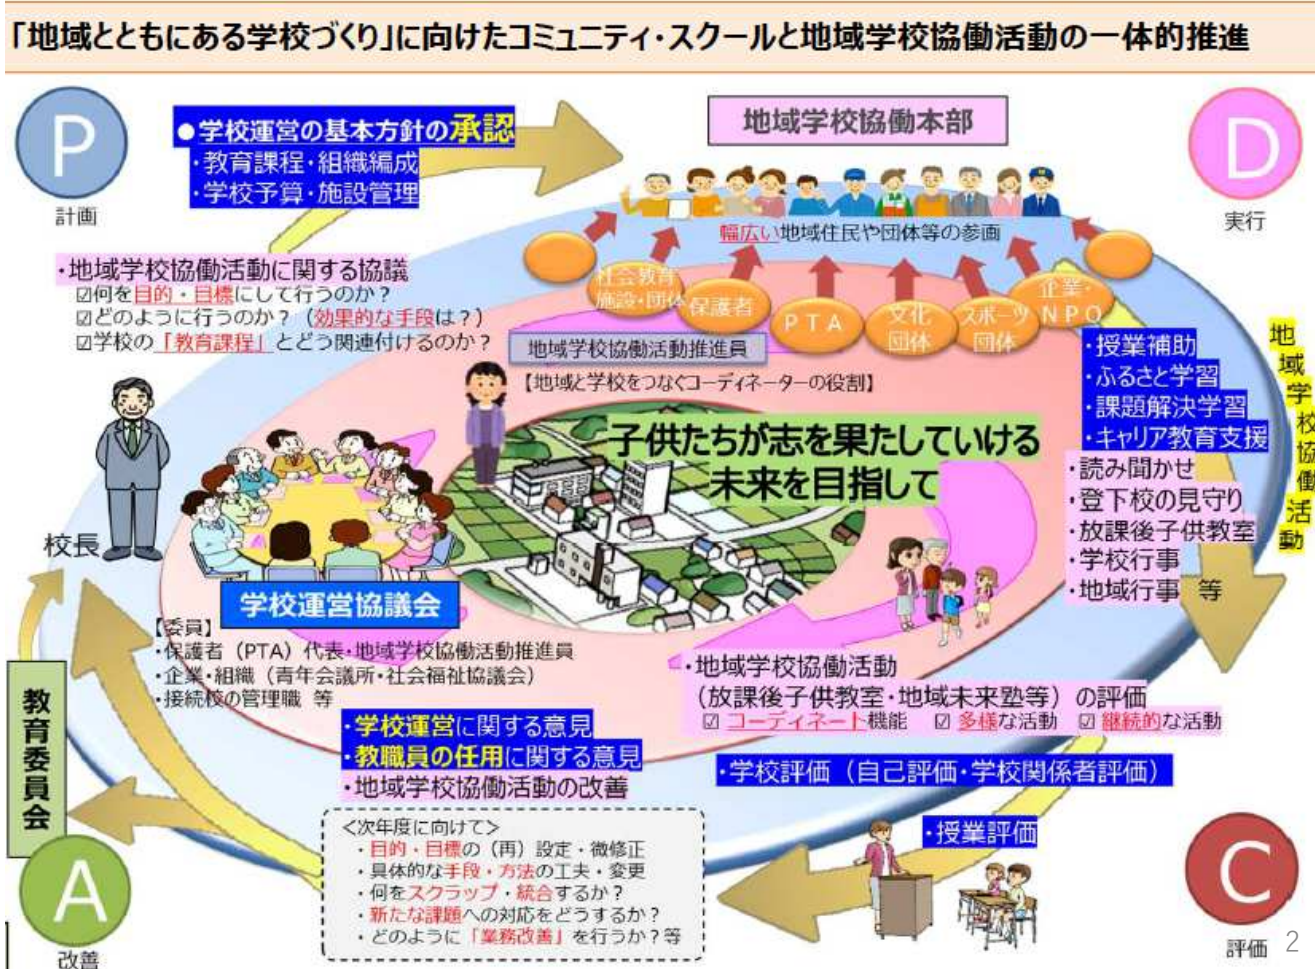 「地域とともにある学校づくり」に向けたコミュニティ・スクールと地域学校協働活動の一体的推進
P
計画
●学校運営の基本方針の承認
・教育課程・組織編成
・学校予算・施設管理
地域学校協働本部
D
実行
幅広い地域住民や団体等の参画
・地域学校協働活動に関する協議
☑何を目的・目標にして行うのか？
☑どのように行うのか？（効果的な手段は？）
☑学校の「教育課程」とどう関連付けるのか？
社会教育
施設・団体
保護者
PTA
文化
団体
スポーツ
団体
企業・
NPO
地域学校協働活動推進員
【地域と学校をつなぐコーディネーターの役割】
・授業補助
・ふるさと学習
・課題解決学習
・キャリア教育支援
・読み聞かせ
・登下校の見守り
・放課後子供教室
・学校行事
・地域行事 等
地域学校協働活動
子供たちが志を果たしていける
未来を目指して
校長
学校運営協議会
【委員】
・保護者（PTA）代表・地域学校協働活動推進員
・企業・組織（青年会議所・社会福祉協議会）
・接続校の管理職 等
・地域学校協働活動
（放課後子供教室・地域未来塾等）の評価
☑ コーディネート機能 ☑ 多様な活動 ☑ 継続的な活動
教育委員会
・学校運営に関する意見
・教職員の任用に関する意見
・地域学校協働活動の改善
・学校評価（自己評価・学校関係者評価）
＜次年度に向けて＞
・目的・目標の（再）設定・微修正
・具体的な手段・方法の工夫・変更
・何をスクラップ・統合するか？
・新たな課題への対応をどうするか？
・どのように「業務改善」を行うか？等
・授業評価
A
改善
C
評価
2